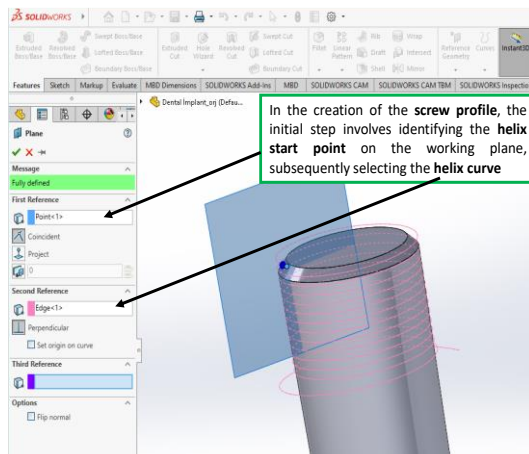 SOLIDWORKS
Extruded Boss/Base
Revolved Boss/Base
Swept Boss/Base
Lofted Boss/Base
Boundary Boss/Base
Extruded Cut
Hole Wizard
Revolved Cut
Swept Cut
Lofted Cut
Boundary Cut
Fillet
Linear Pattern
Rib
Draft
Shell
Wrap
Intersect
Mirror
Reference Geometry
Curves
Instant3D
Features Sketch Markup Evaluate MBD Dimensions SOLIDWORKS Add-Ins MBD SOLIDWORKS CAM SOLIDWORKS CAM TBM SOLIDWORKS Inspectio
Dental Implant_orj (Defau...
In the creation of the screw profile, the
initial step involves identifying the helix
start point on the working plane,
subsequently selecting the helix curve
Plane
Message
Fully defined
First Reference
Point<1>
Coincident
Project
0
Second Reference
Edge<1>
Perpendicular
Set origin on curve
Third Reference
Options
Flip normal